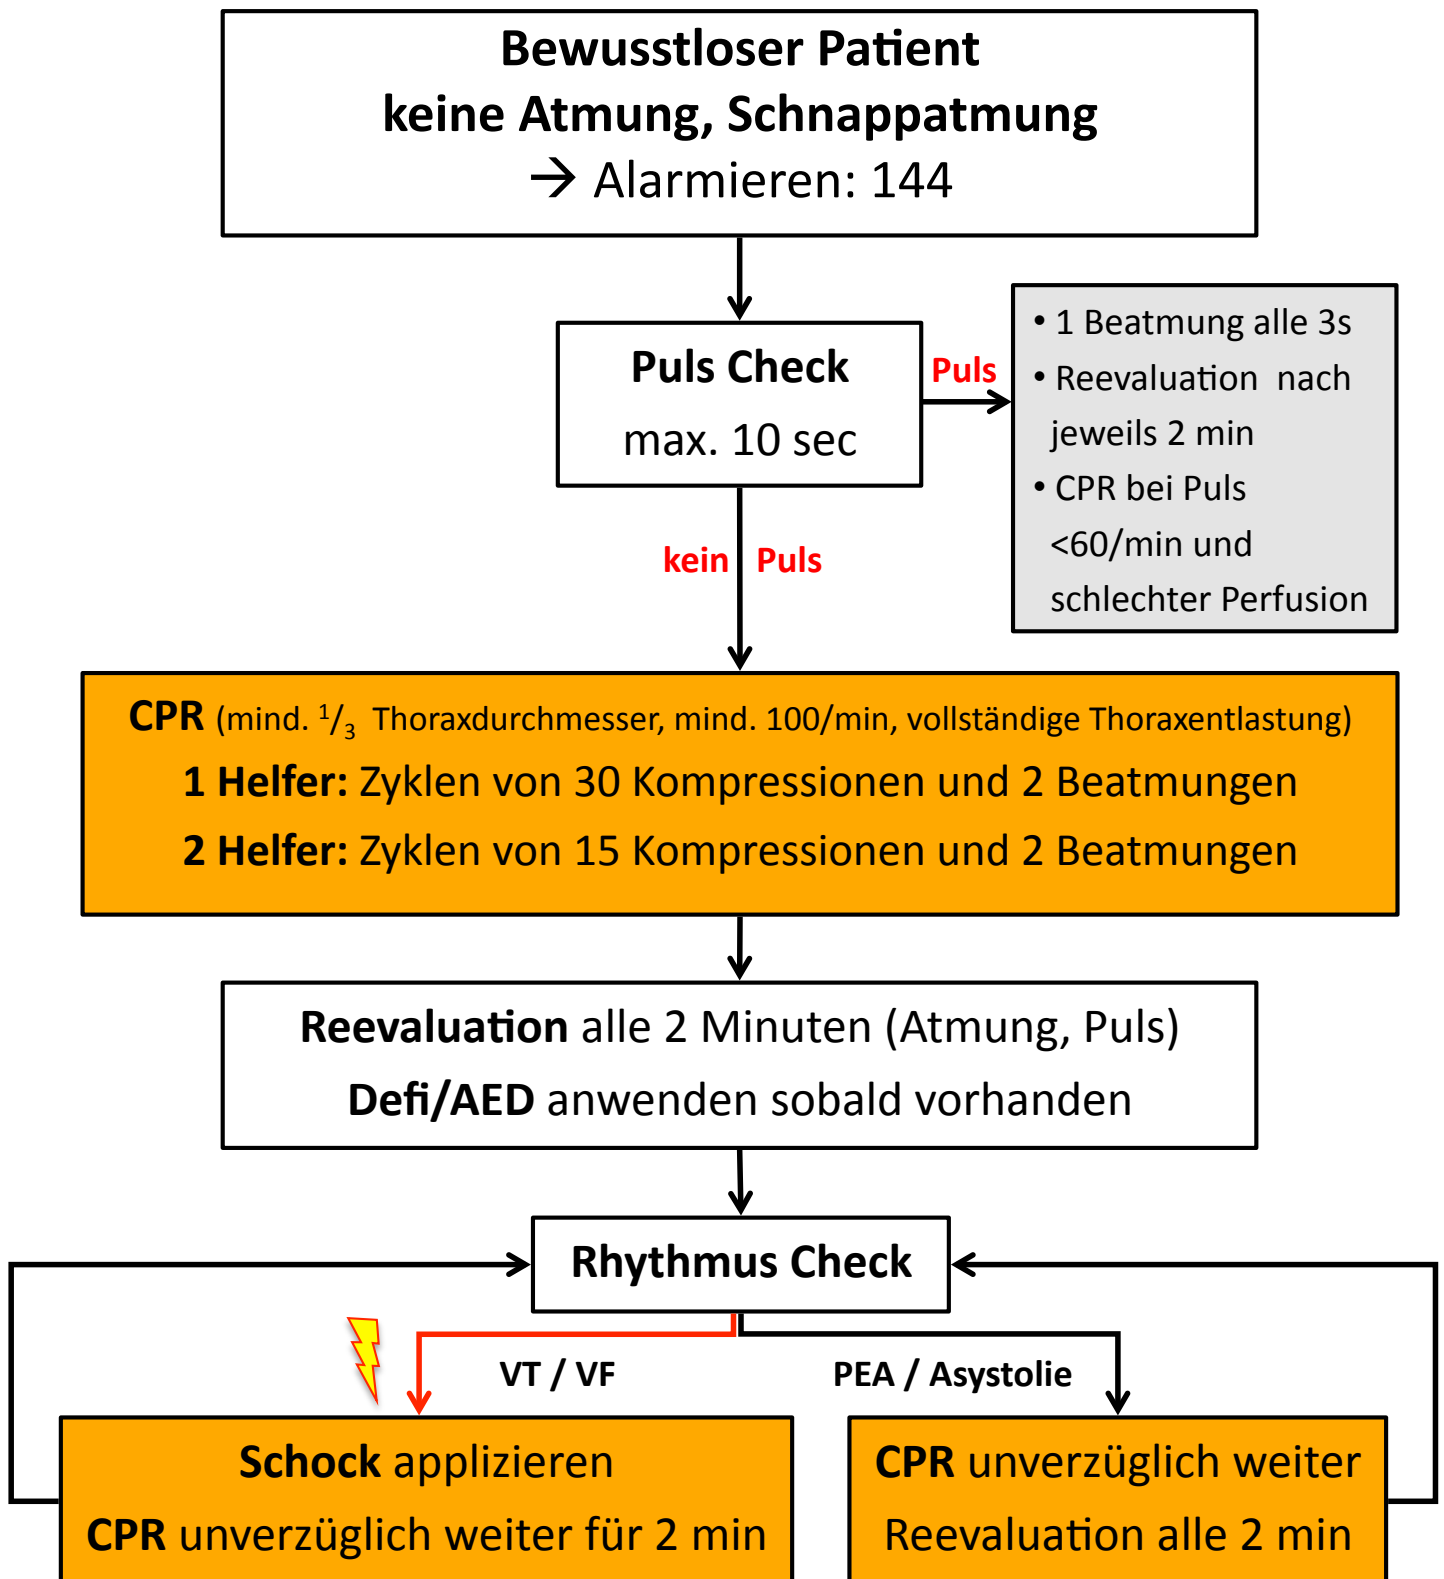 Bewusstloser Patient
keine Atmung, Schnappatmung
→ Alarmieren: 144
Puls Check
max. 10 sec
Puls
• 1 Beatmung alle 3s
• Reevaluation nach
jeweils 2 min
• CPR bei Puls
<60/min und
schlechter Perfusion
kein Puls
CPR (mind. 1/3 Thoraxdurchmesser, mind. 100/min, vollständige Thoraxentlastung)
1 Helfer: Zyklen von 30 Kompressionen und 2 Beatmungen
2 Helfer: Zyklen von 15 Kompressionen und 2 Beatmungen
Reevaluation alle 2 Minuten (Atmung, Puls)
Defi/AED anwenden sobald vorhanden
Rhythmus Check
VT / VF
PEA / Asystolie
Schock applizieren
CPR unverzüglich weiter für 2 min
CPR unverzüglich weiter
Reevaluation alle 2 min